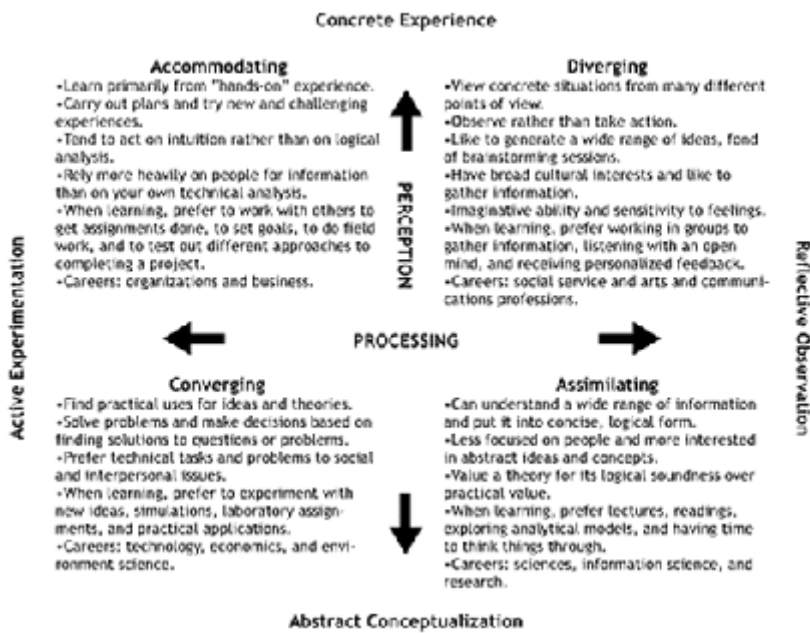 Concrete Experience
Accommodating
•Learn primarily from "hands-on" experience.
•Carry out plans and try new and challenging
experiences.
•Tend to act on intuition rather than on logical
analysis.
•Rely more heavily on people for information
than on your own technical analysis.
•When learning, prefer to work with others to
get assignments done, to set goals, to do field
work, and to test out different approaches to
completing a project.
•Careers: organizations and business.
Diverging
•View concrete situations from many different
points of view.
•Observe rather than take action.
•Like to generate a wide range of ideas, fond
of brainstorming sessions.
•Have broad cultural interests and like to
gather information.
•Imaginative ability and sensitivity to feelings.
•When learning, prefer working in groups to
gather information, listening with an open
mind, and receiving personalized feedback.
•Careers: social service and arts and communi-
cations professions.
PERCEPTION
Active Experimentation
PROCESSING
Reflective Observation
Converging
•Find practical uses for ideas and theories.
•Solve problems and make decisions based on
finding solutions to questions or problems.
•Prefer technical tasks and problems to social
and interpersonal issues.
•When learning, prefer to experiment with
new ideas, simulations, laboratory assign-
ments, and practical applications.
•Careers: technology, economics, and envi-
ronment science.
Assimilating
•Can understand a wide range of information
and put it into concise, logical form.
•Less focused on people and more interested
in abstract ideas and concepts.
•Value a theory for its logical soundness over
practical value.
•When learning, prefer lectures, readings,
exploring analytical models, and having time
to think things through.
•Careers: sciences, information science, and
research.
Abstract Conceptualization